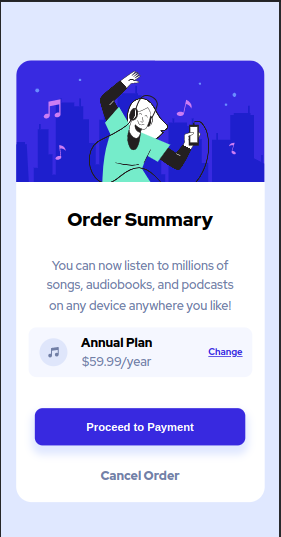 Order Summary
You can now listen to millions of
songs, audiobooks, and podcasts
on any device anywhere you like!
Annual Plan
$59.99/year
Change
Proceed to Payment
Cancel Order